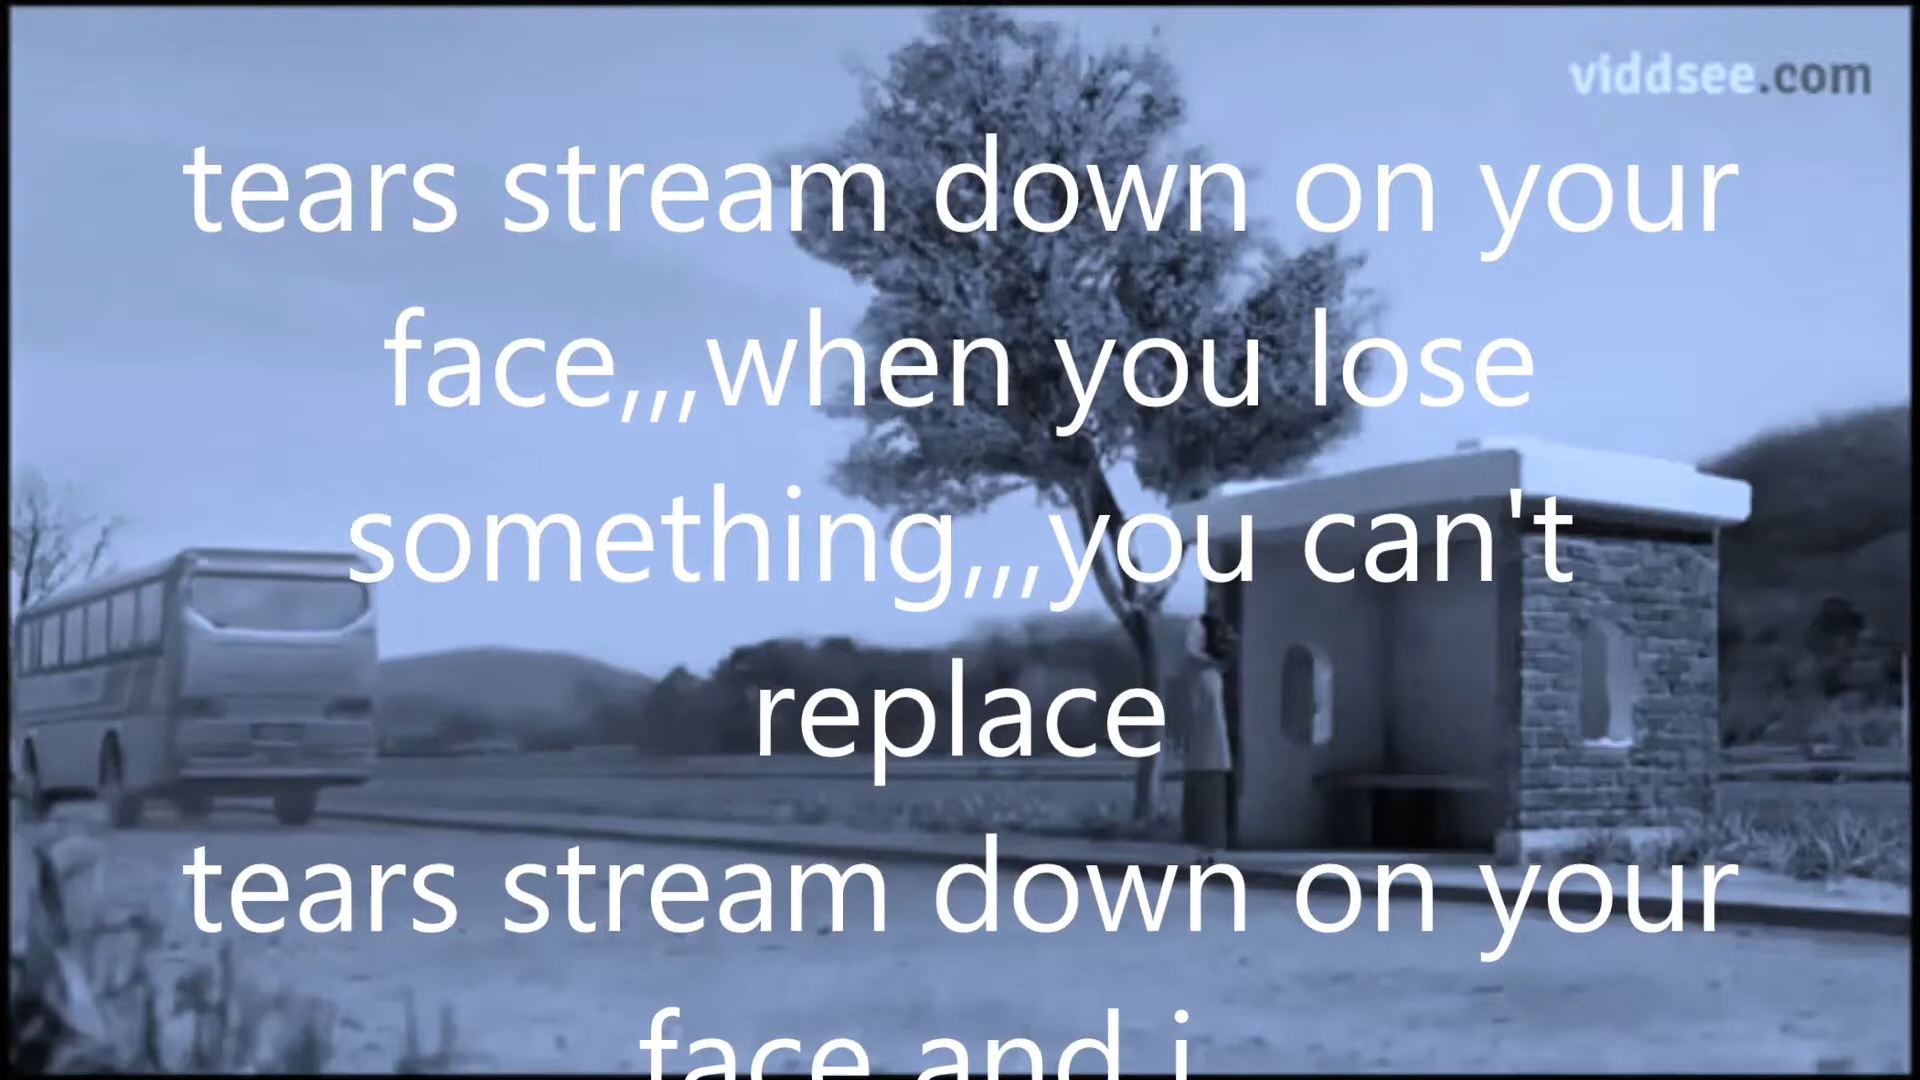 viddsee.com
tears stream down on your
face,,,when you lose
something,,,you can't
replace
tears stream down on your
face and i